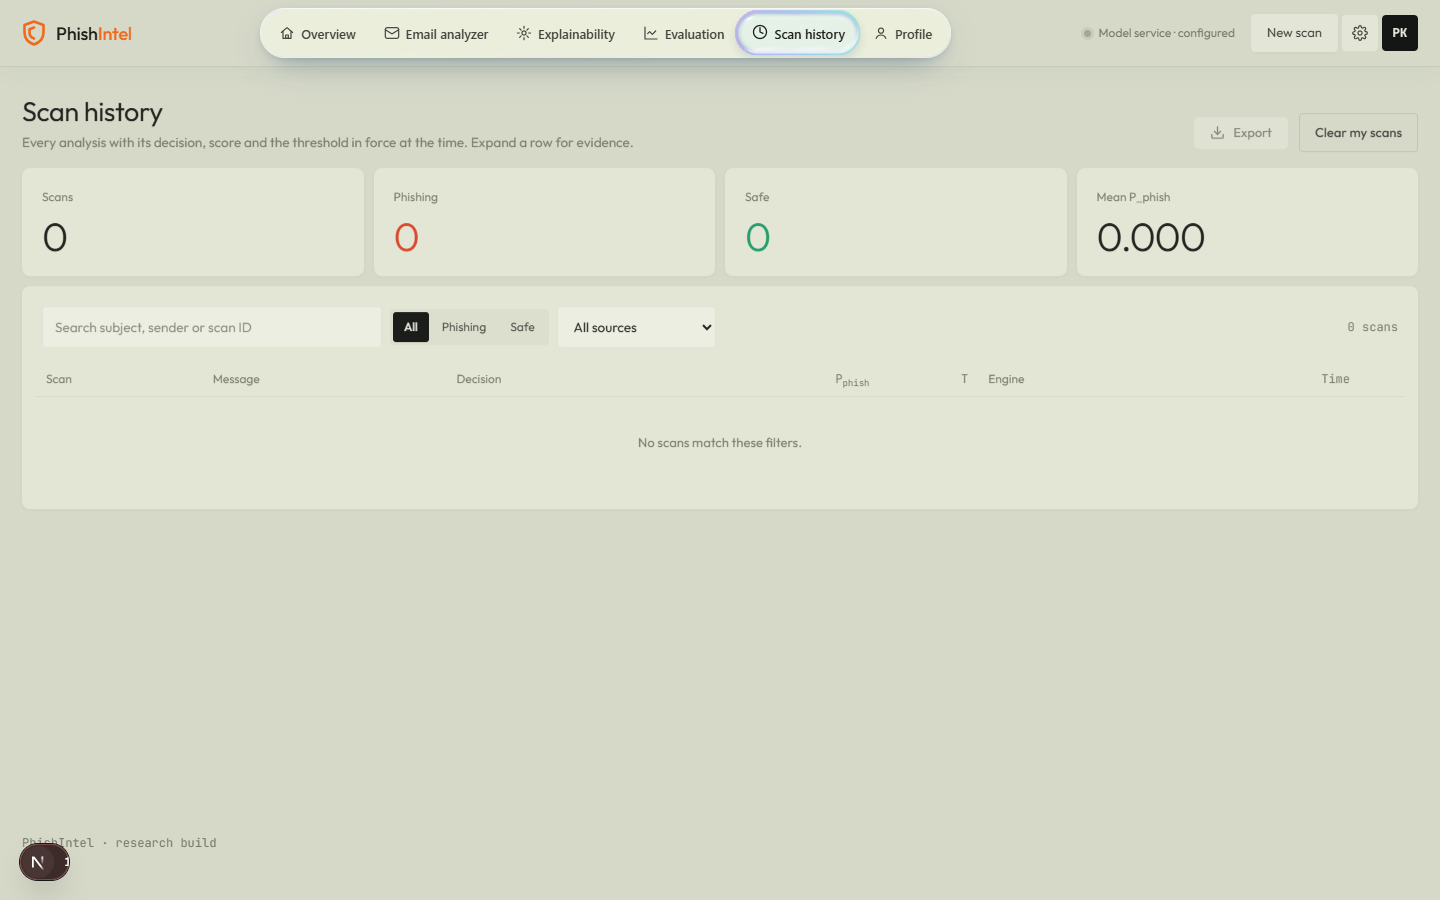 PhishIntel
Overview
Email analyzer
Explainability
Evaluation
Scan history
Profile
Model service · configured
New scan
PK
Scan history
Every analysis with its decision, score and the threshold in force at the time. Expand a row for evidence.
Export
Clear my scans
Scans
Phishing
Safe
Mean P_phish
0
0
0
0.000
Search subject, sender or scan ID
All
Phishing
Safe
All sources
0 scans
Scan
Message
Decision
Pphish
T
Engine
Time
No scans match these filters.
PhishIntel · research build
N